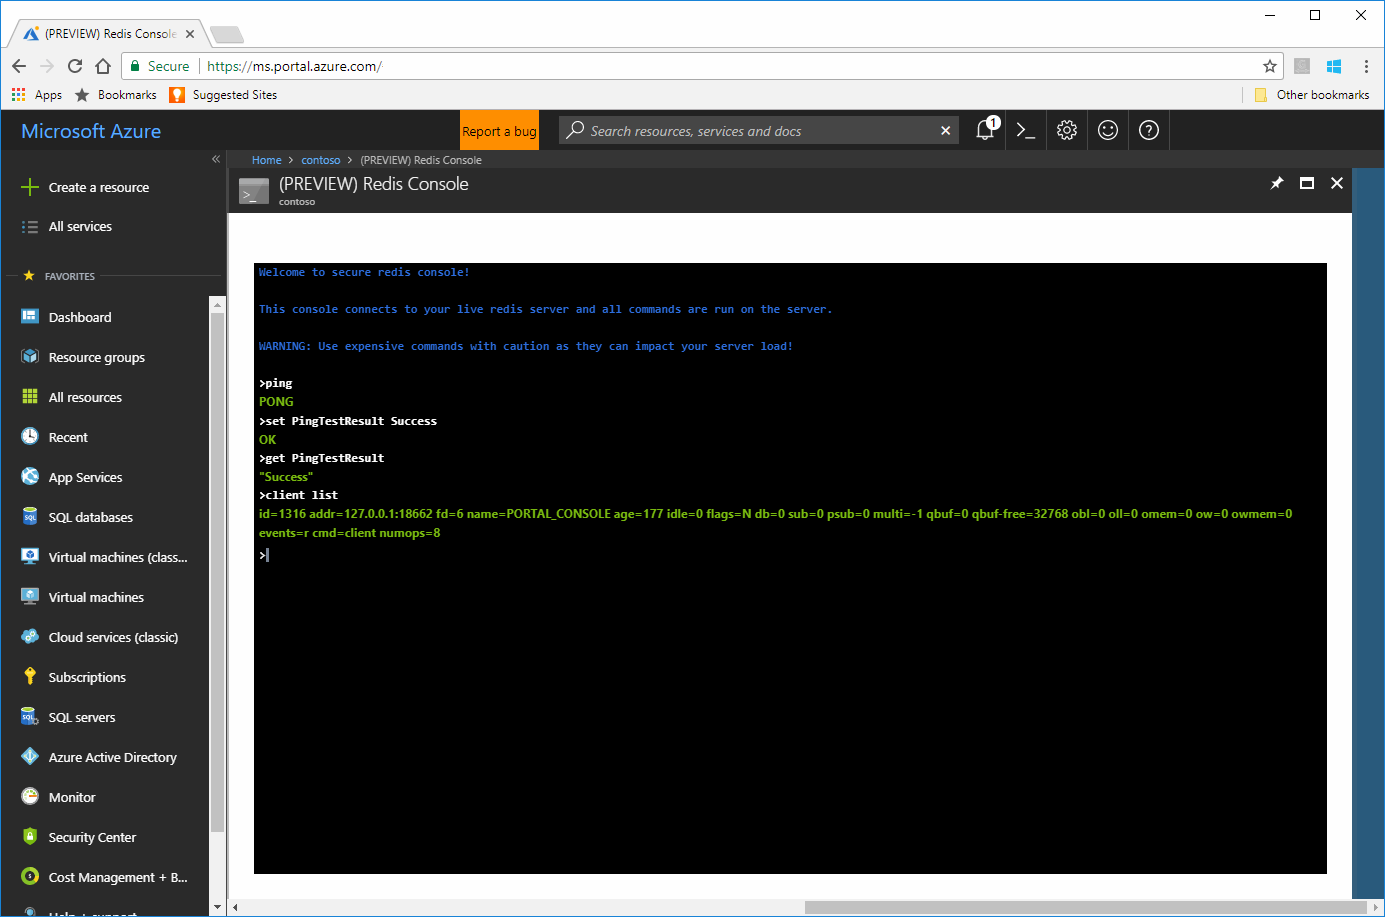 (PREVIEW) Redis Console
Secure https://ms.portal.azure.com/
Apps Bookmarks Suggested Sites Other bookmarks
Microsoft Azure Report a bug Search resources, services and docs 1
Home > contoso > (PREVIEW) Redis Console
(PREVIEW) Redis Console
contoso
Create a resource
All services
FAVORITES
Dashboard
Resource groups
All resources
Recent
App Services
SQL databases
Virtual machines (class...
Virtual machines
Cloud services (classic)
Subscriptions
SQL servers
Azure Active Directory
Monitor
Security Center
Cost Management + B...
Help + support
Welcome to secure redis console!
This console connects to your live redis server and all commands are run on the server.
WARNING: Use expensive commands with caution as they can impact your server load!
>ping
PONG
>set PingTestResult Success
OK
>get PingTestResult
"Success"
>client list
id=1316 addr=127.0.0.1:18662 fd=6 name=PORTAL_CONSOLE age=177 idle=0 flags=N db=0 sub=0 psub=0 multi=-1 qbuf=0 qbuf-free=32768 obl=0 oll=0 omem=0 ow=0 owmem=0
events=r cmd=client numops=8
>